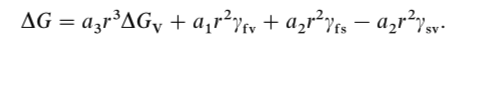 ΔG = a₃r³ΔG_V + a₁r²γ_fv + a₂r²γ_fs − a₂r²γ_sv.